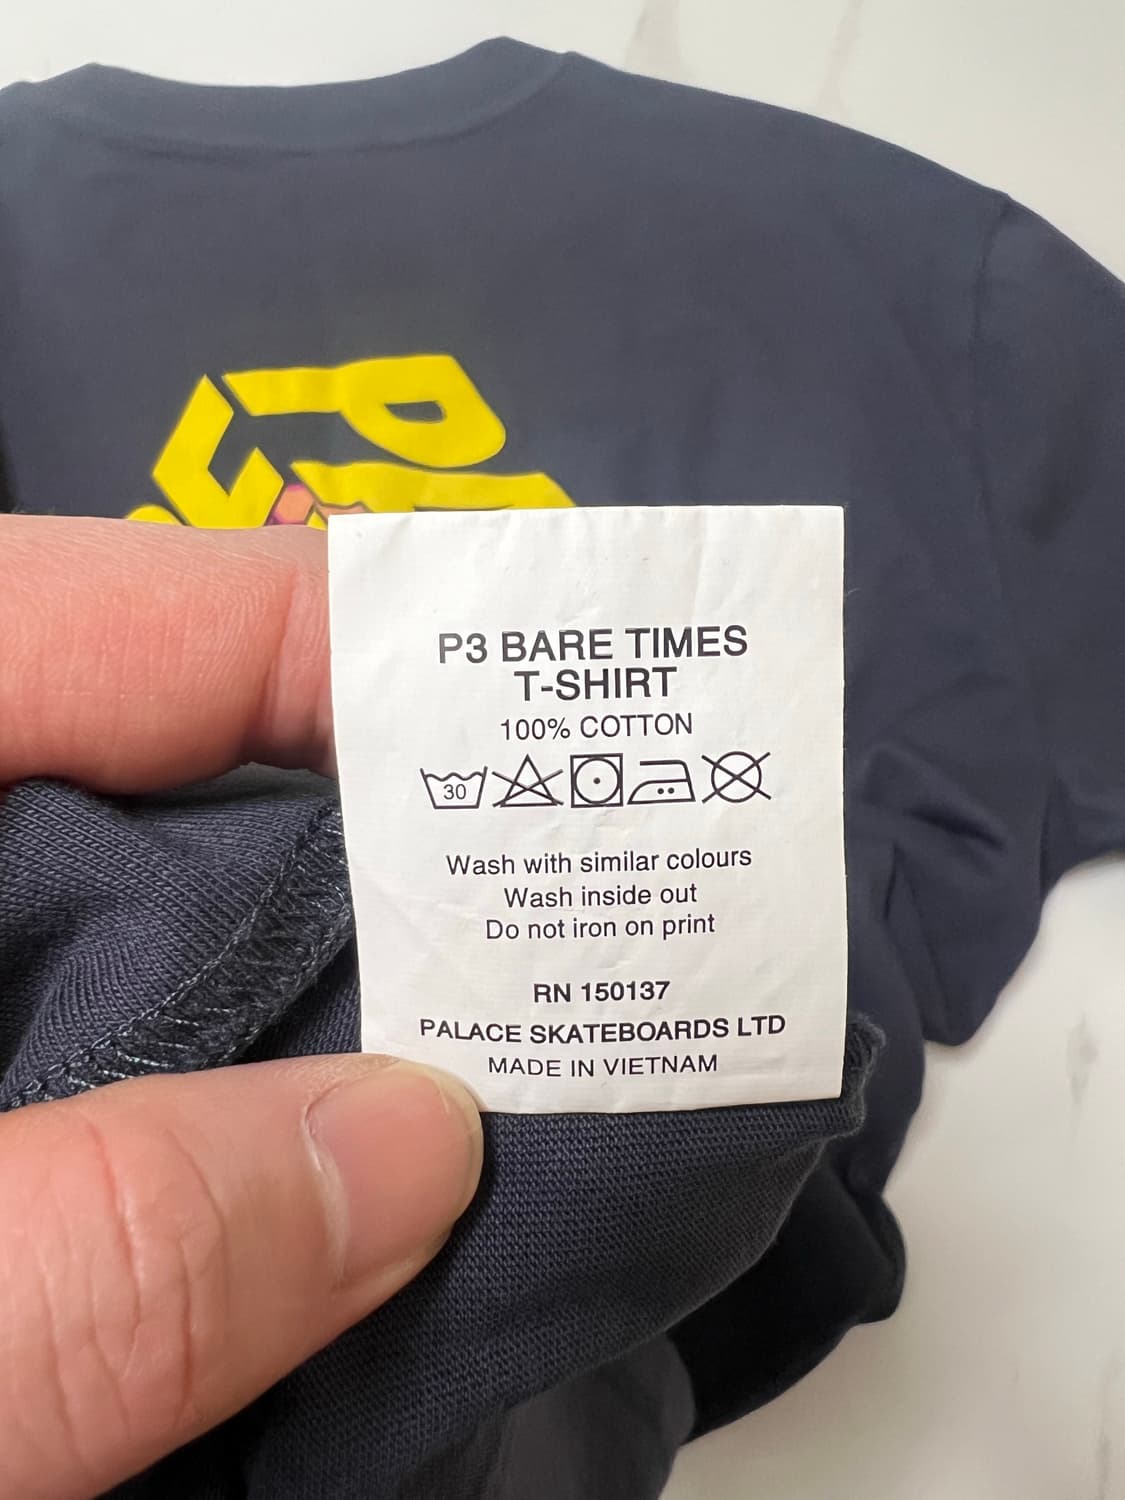 P3 BARE TIMES
T-SHIRT
100% COTTON
30
Wash with similar colours
Wash inside out
Do not iron on print
RN 150137
PALACE SKATEBOARDS LTD
MADE IN VIETNAM